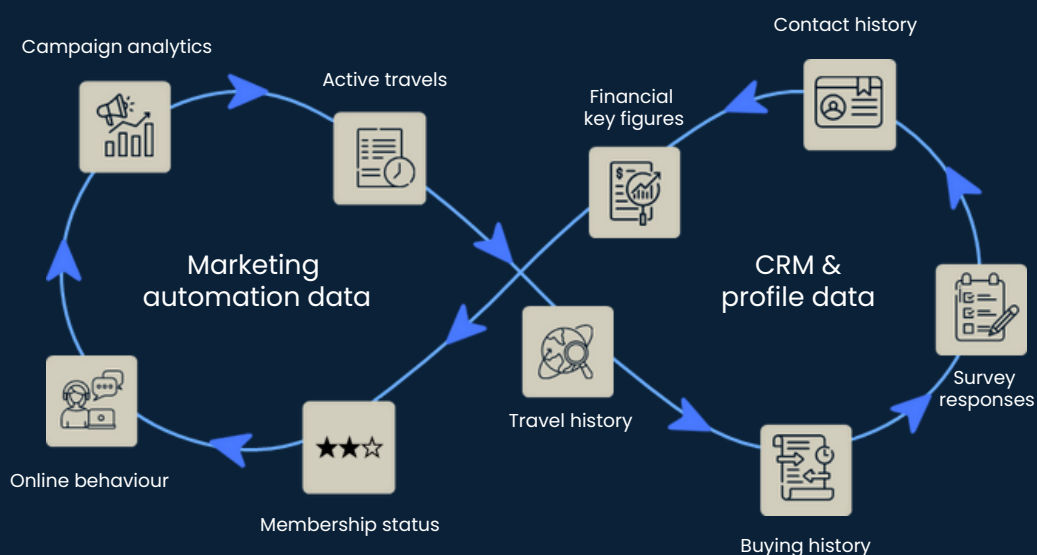 Contact history
Campaign analytics
Active travels
Financial
key figures
Marketing
automation data
CRM &
profile data
Survey
responses
Travel history
Online behaviour
Membership status
Buying history